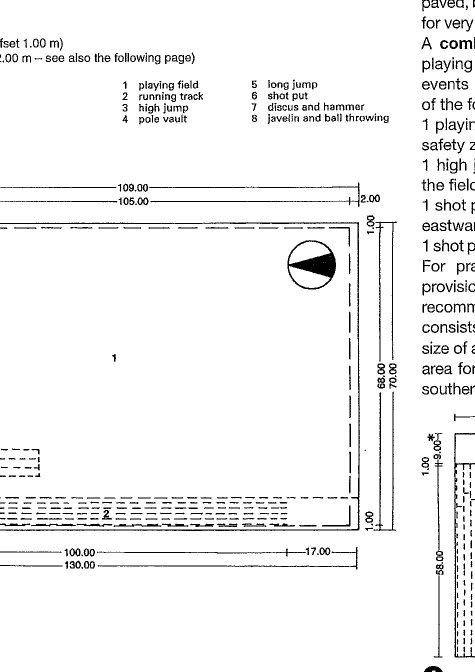 fset 1.00 m)
2.00 m – see also the following page)
1 playing field
2 running track
3 high jump
4 pole vault
5 long jump
6 shot put
7 discus and hammer
8 javelin and ball throwing
109.00
105.00
2.00
1.00
1
68.00
70.00
2
1.00
100.00
17.00
130.00
paved, b
for very
A comb
playing
events
of the fo
1 playin
safety z
1 high j
the field
1 shot p
eastwar
1 shot p
For pra
provisio
recomm
consists
size of a
area for
souther
*
9.00
1.00
58.00